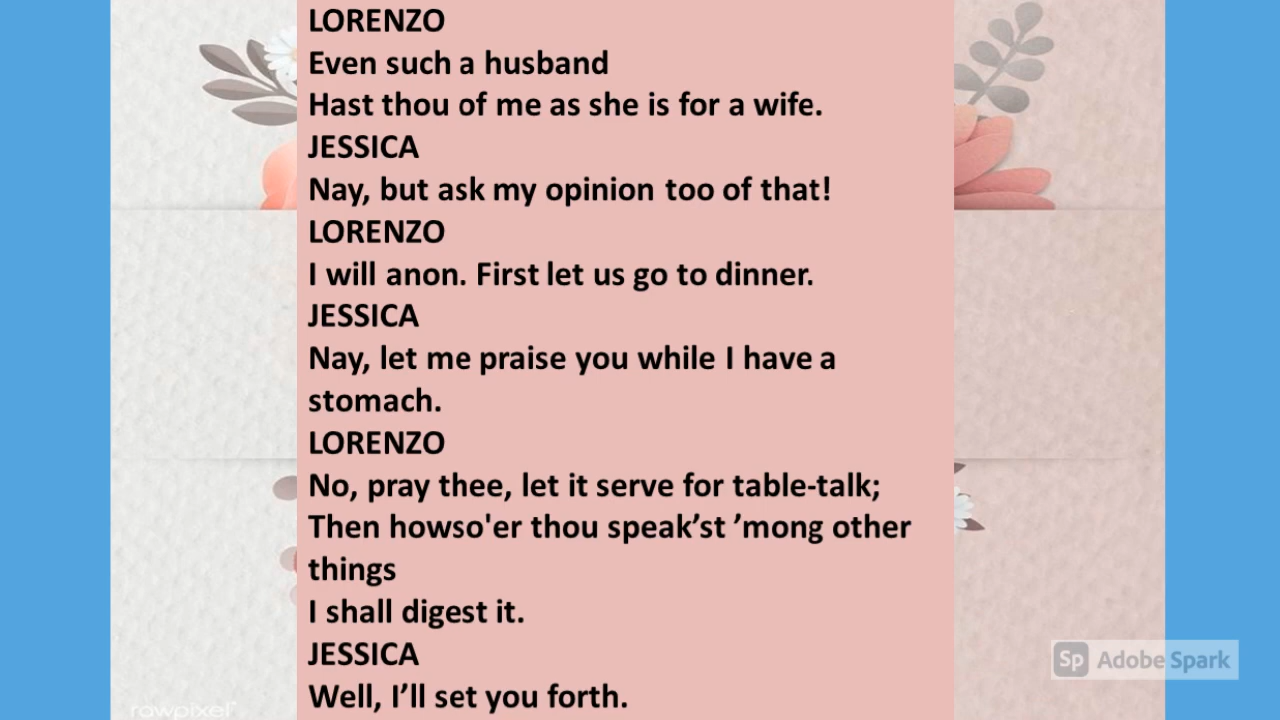 LORENZO
Even such a husband
Hast thou of me as she is for a wife.
JESSICA
Nay, but ask my opinion too of that!
LORENZO
I will anon. First let us go to dinner.
JESSICA
Nay, let me praise you while I have a
stomach.
LORENZO
No, pray thee, let it serve for table-talk;
Then howso'er thou speak’st ’mong other
things
I shall digest it.
JESSICA
Well, I’ll set you forth.
Sp Adobe Spark
rawpixel